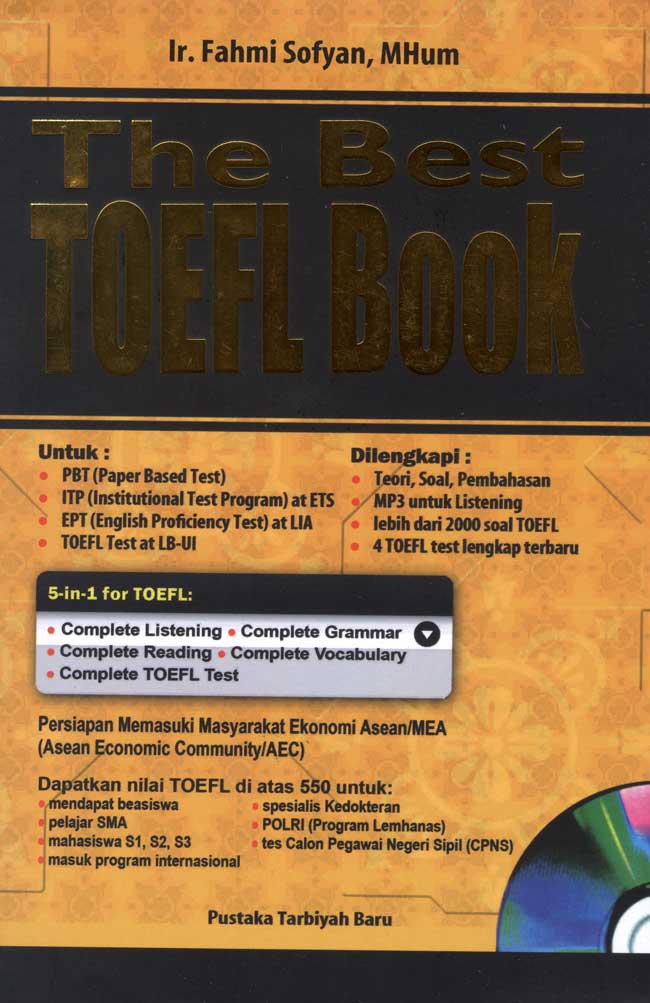 Ir. Fahmi Sofyan, MHum
The Best
TOEFL Book
Untuk :
• PBT (Paper Based Test)
• ITP (Institutional Test Program) at ETS
• EPT (English Proficiency Test) at LIA
• TOEFL Test at LB-UI
Dilengkapi :
• Teori, Soal, Pembahasan
• MP3 untuk Listening
• lebih dari 2000 soal TOEFL
• 4 TOEFL test lengkap terbaru
5-in-1 for TOEFL:
• Complete Listening • Complete Grammar
• Complete Reading • Complete Vocabulary
• Complete TOEFL Test
Persiapan Memasuki Masyarakat Ekonomi Asean/MEA
(Asean Economic Community/AEC)
Dapatkan nilai TOEFL di atas 550 untuk:
• mendapat beasiswa
• pelajar SMA
• mahasiswa S1, S2, S3
• masuk program internasional
• spesialis Kedokteran
• POLRI (Program Lemhanas)
• tes Calon Pegawai Negeri Sipil (CPNS)
Pustaka Tarbiyah Baru